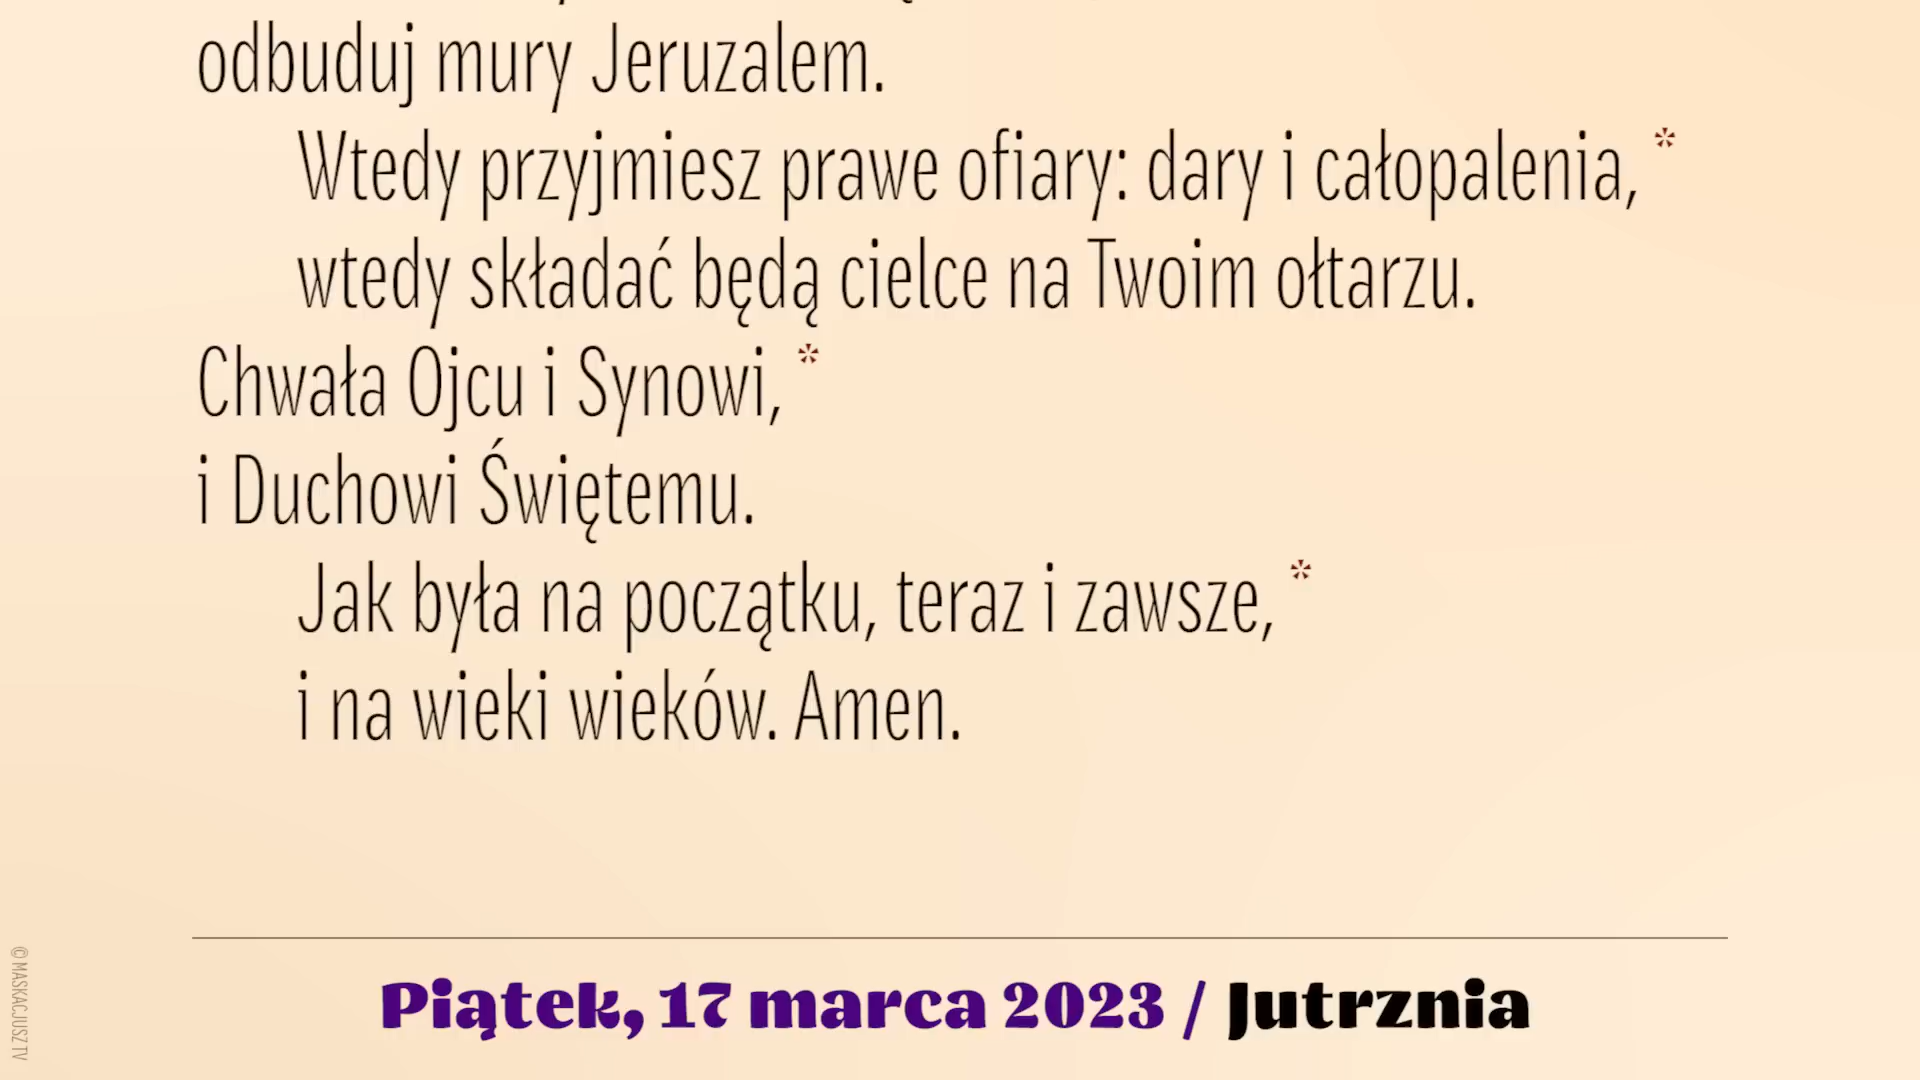 odbuduj mury Jeruzalem.
Wtedy przyjmiesz prawe ofiary: dary i całopalenia, *
wtedy składać będą cielce na Twoim ołtarzu.
Chwała Ojcu i Synowi, *
i Duchowi Świętemu.
Jak była na początku, teraz i zawsze, *
i na wieki wieków. Amen.
Piątek, 17 marca 2023 / Jutrznia
© MASKACJUSZ TV